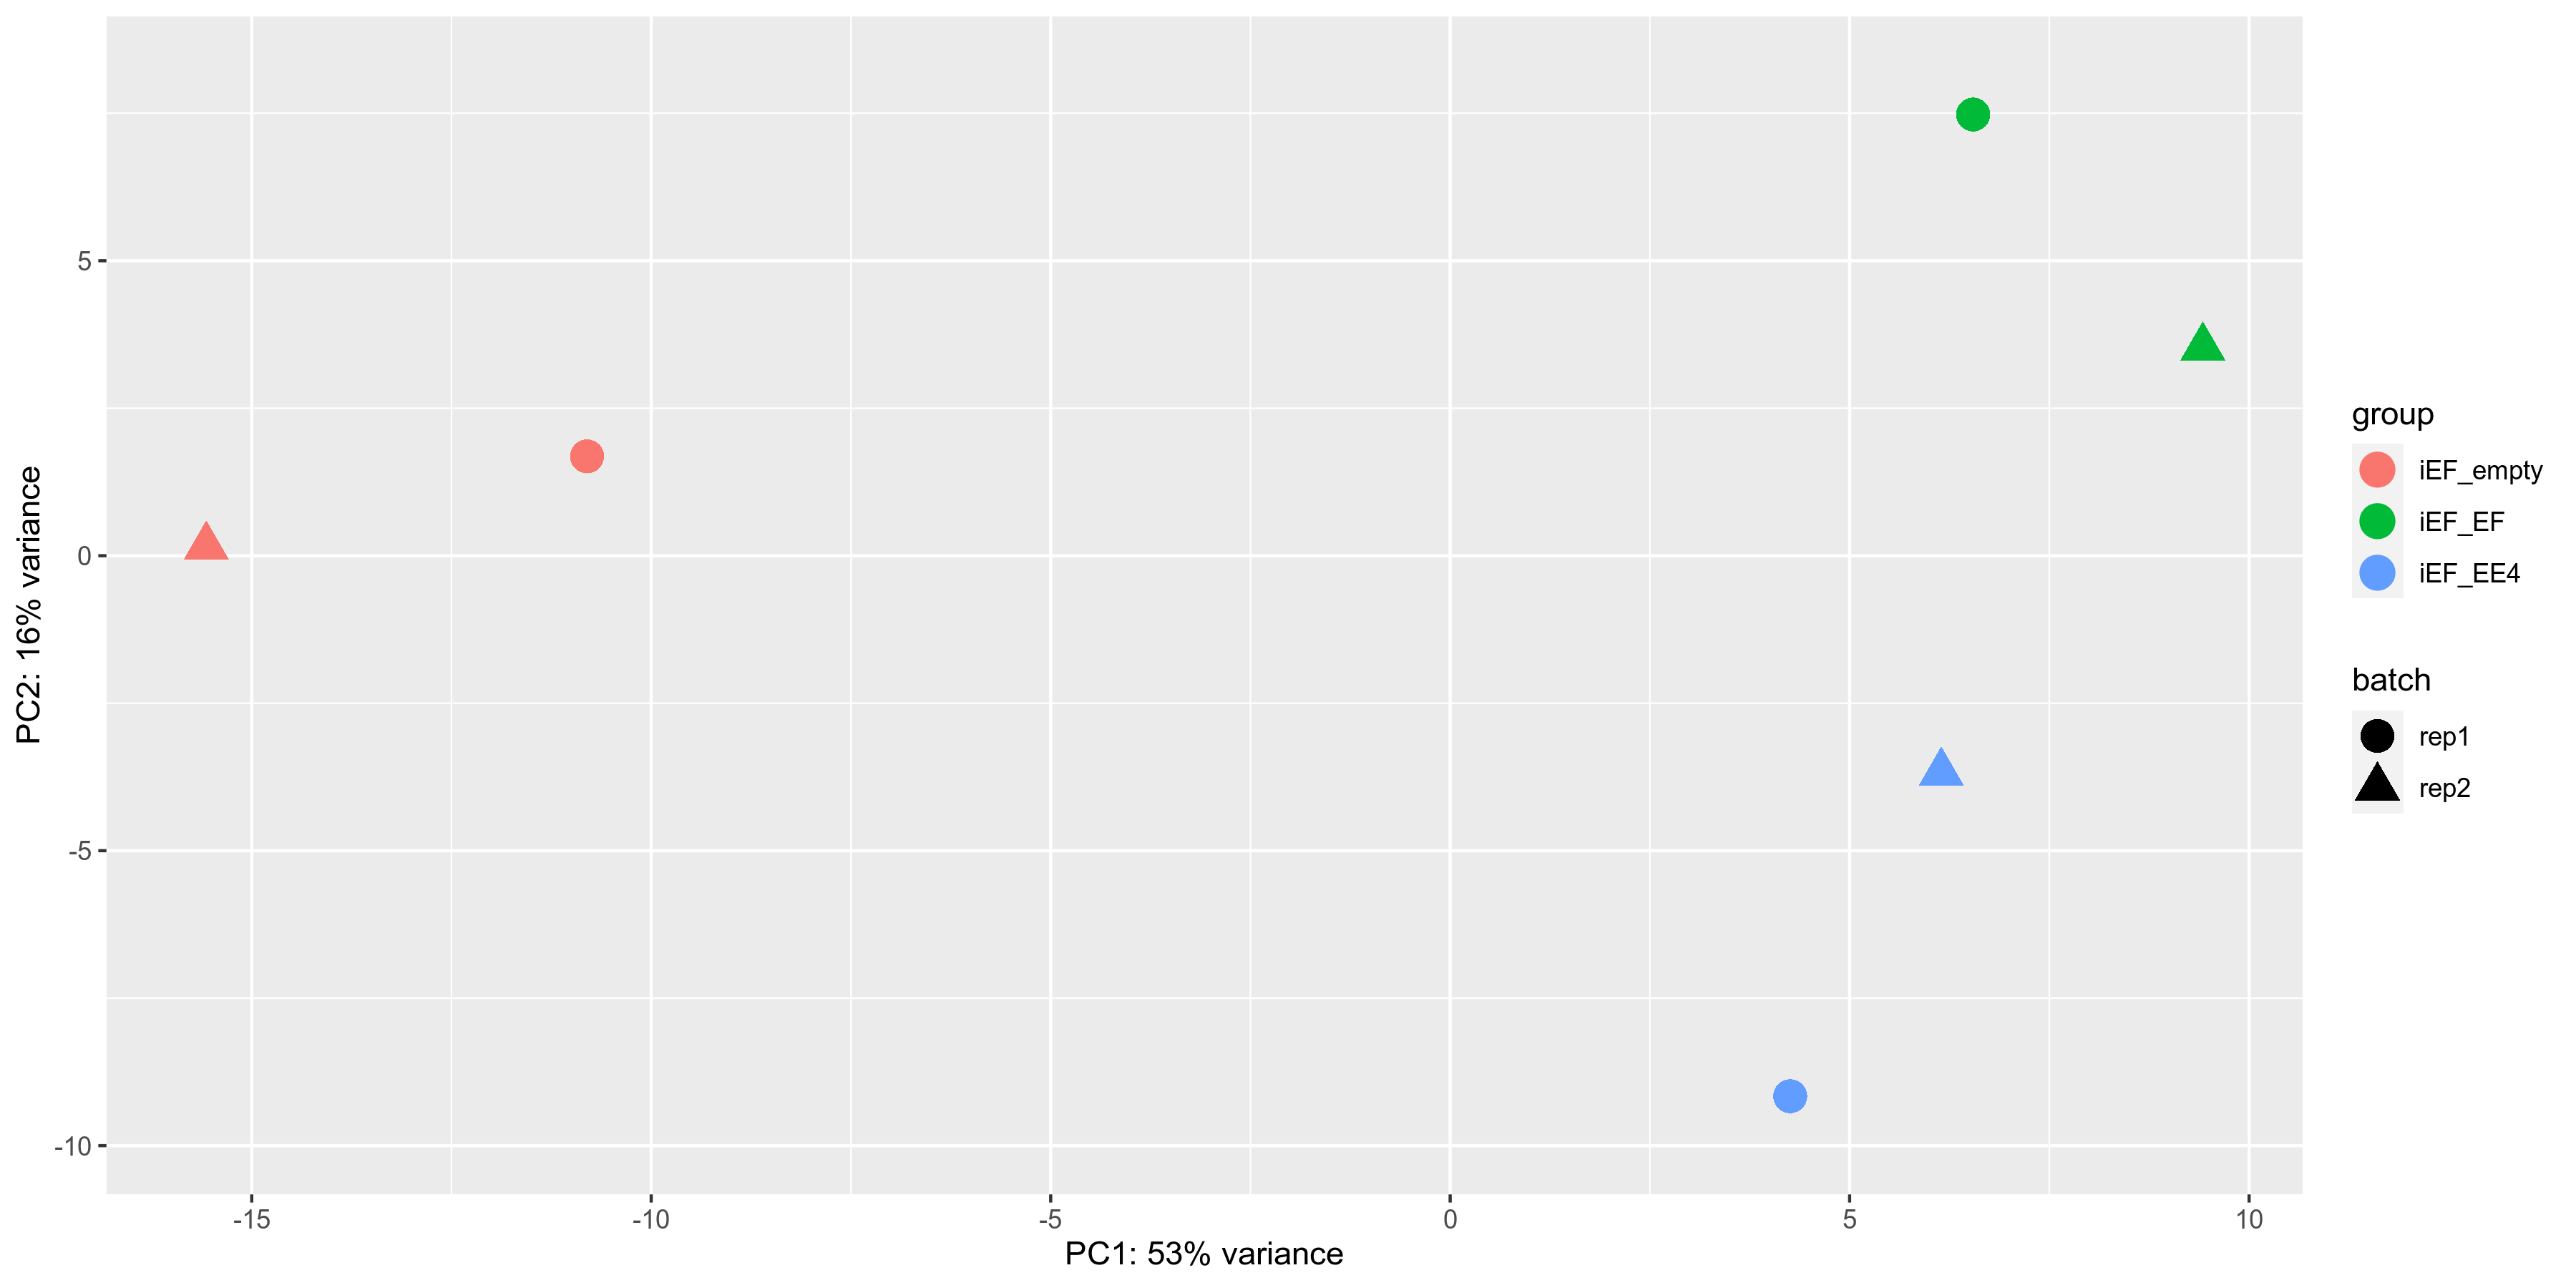 PC2: 16% variance
5
0
-5
-10
-15
-10
-5
0
5
10
PC1: 53% variance
group
iEF_empty
iEF_EF
iEF_EE4
batch
rep1
rep2